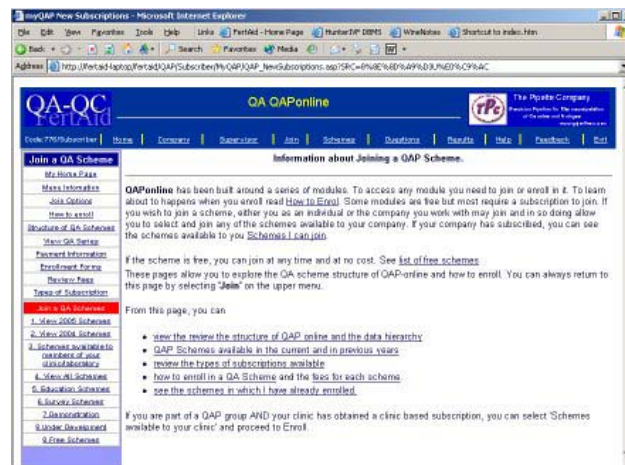 myQAP New Subscriptions - Microsoft Internet Explorer
File Edit View Favorites Tools Help Links FertAid - Home Page Hunter IVF DBMS WineNotes Shortcut to index.htm
Back Search Favorites Media
Address
QA-QC
FertAid
QA QAPonline
TPC
The Pipette Company
Code:776?Subscriber Home Company Supervisor Join Schemes Questions Results Help Feedback Exit
Join a QA Scheme
My Home Page
Main Information
Join Options
How to enroll
Structure of QA Schemes
View QA Series
Payment Information
Enrollment Forms
Review Fees
Types of Subscription
Join a QA Schemes
1. View 2005 Schemes
2. View 2004 Schemes
3. Schemes available to
members of your
clinic/laboratory
4. View All Schemes
5. Education Schemes
6. Survey Schemes
7. Demonstration
8. Under Development
9. Free Schemes
Information about Joining a QAP Scheme.
QAPonline has been built around a series of modules. To access any module you need to join or enroll in it. To learn
about to happens when you enroll read How to Enrol. Some modules are free but most require a subscription to join. If
you wish to join a scheme, either you as an individual or the company you work with may join and in so doing allow
you to select and join any of the schemes available to your company. If your company has subscribed, you can see
the schemes available to you Schemes I can join.
If the scheme is free, you can join at any time and at no cost. See list of free schemes
These pages allow you to explore the QA scheme structure of QAP-online and how to enroll. You can always return to
this page by selecting "Join" on the upper menu.
From this page, you can
view the review the structure of QAP online and the data hierarchy
QAP Schemes available in the current and in previous years
review the types of subscriptions available
how to enroll in a QA Scheme and the fees for each scheme.
see the schemes in which I have already enrolled.
If you are part of a QAP group AND your clinic has obtained a clinic based subscription, you can select 'Schemes
available to your clinic' and proceed to Enroll.